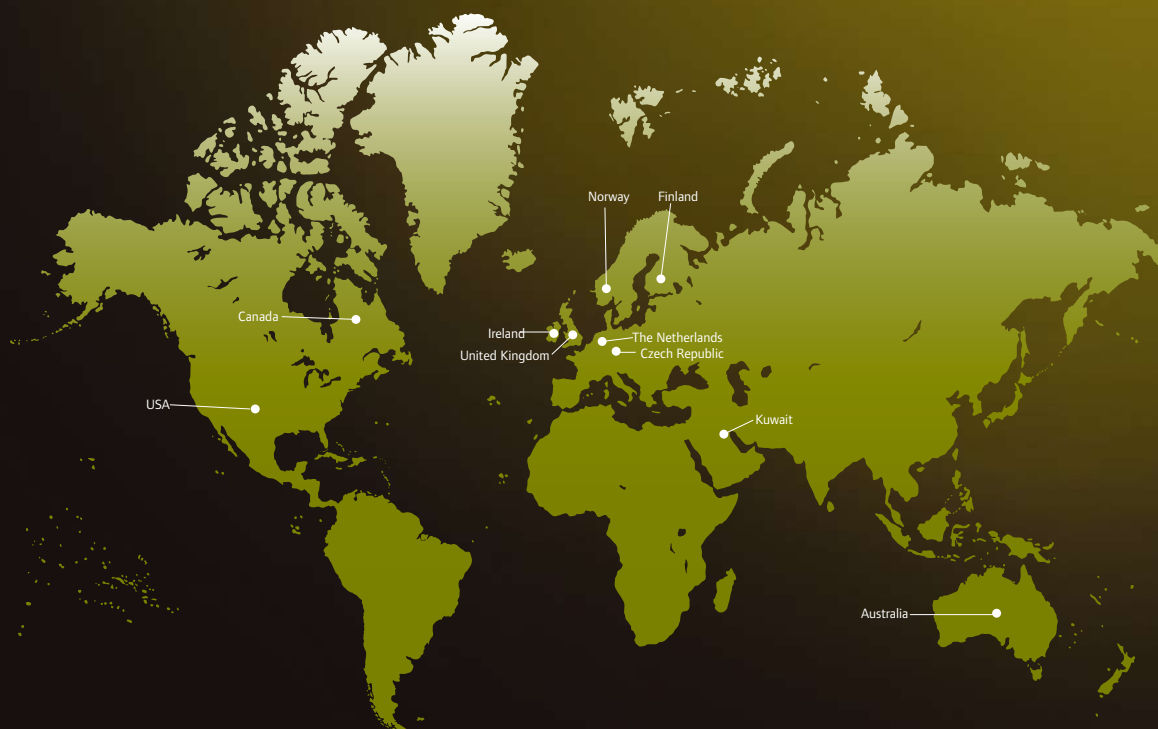 Norway
Finland
Canada
Ireland
United Kingdom
The Netherlands
Czech Republic
USA
Kuwait
Australia